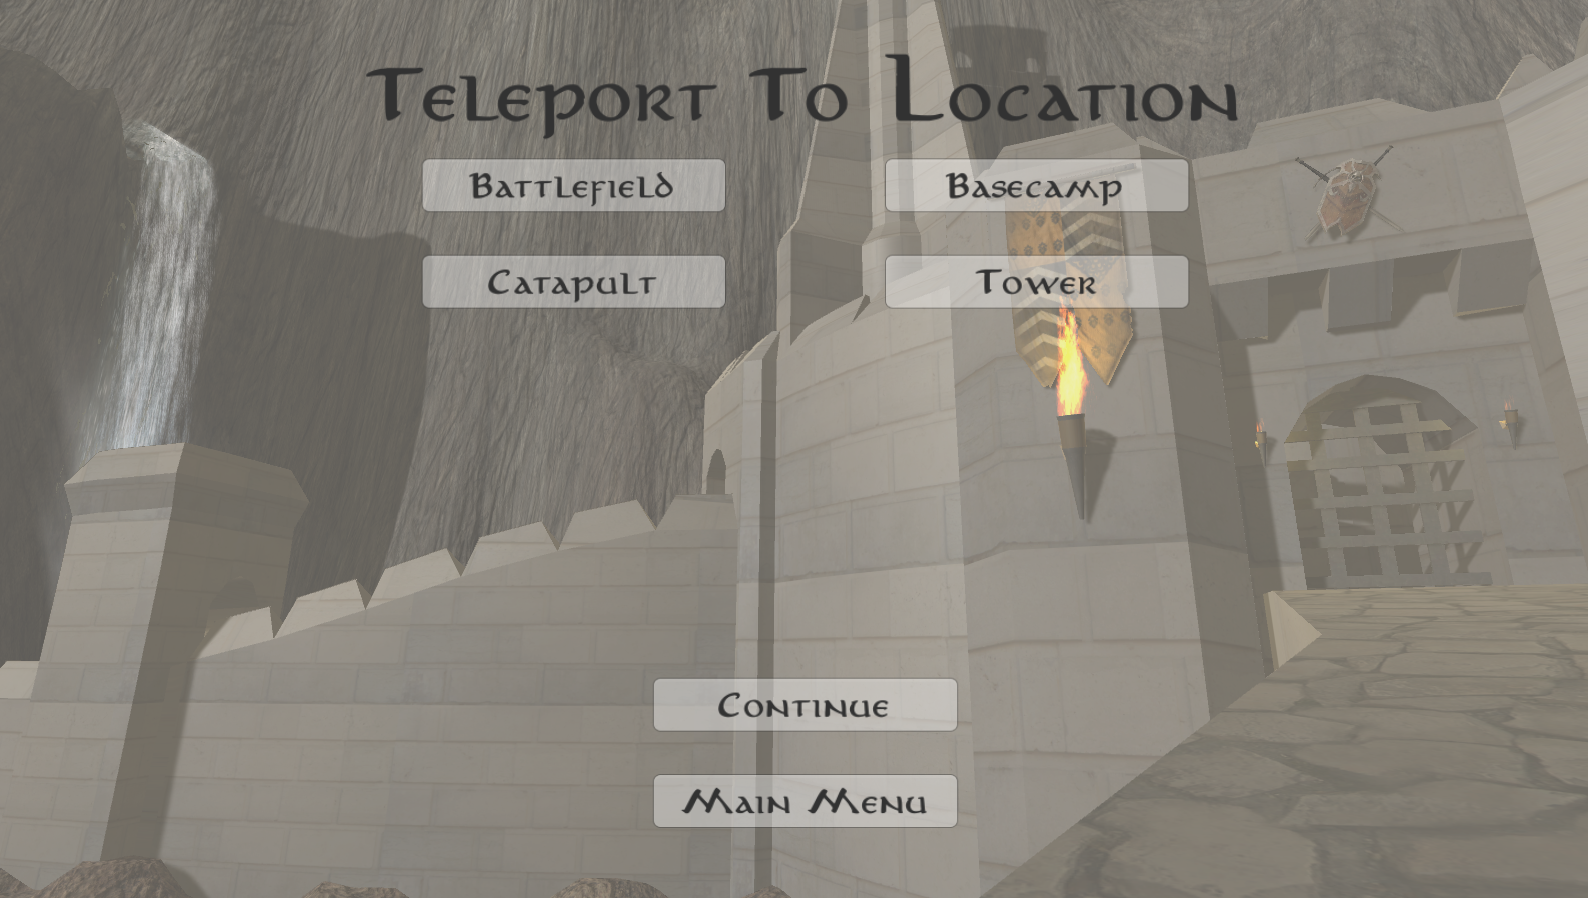 Teleport To Location
Battlefield
Basecamp
Catapult
Tower
Continue
Main Menu